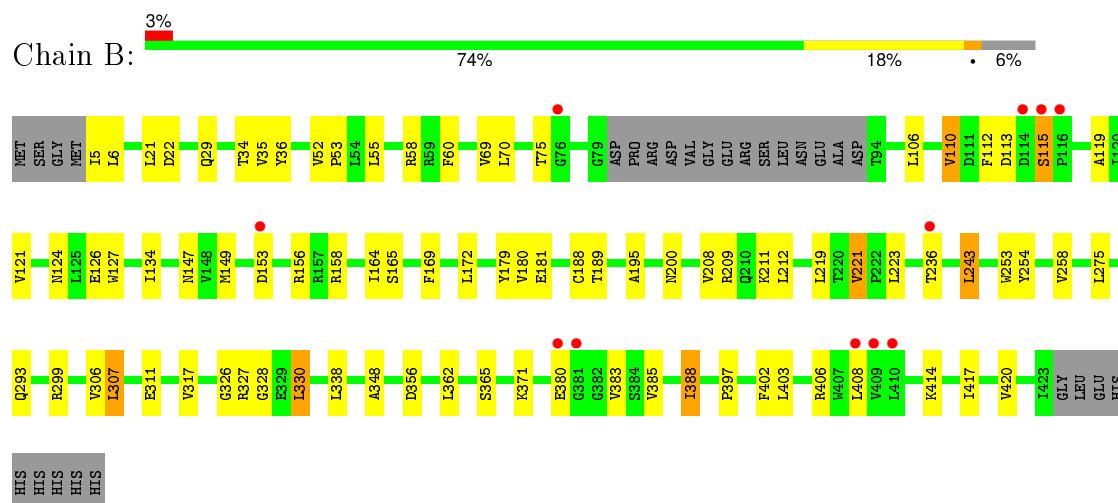 3%
Chain B:
74% 18% • 6%
MET SER GLY MET I5 L6 L21 D22 Q29 T34 V35 Y36 V52 P53 L54 L55 R58 R59 F60 V69 L70 T75 G76 G79 ASP PRO ARG ASP VAL GLY GLU ARG SER LEU ASN GLU ALA ASP T94 L106 V110 D111 F112 D113 D114 S115 P116 A119 I120
V121 N124 L125 E126 W127 I134 N147 V148 M149 D153 R156 R157 R158 I164 S165 F169 L172 Y179 V180 E181 C188 T189 A195 N200 V208 R209 Q210 K211 L212 L219 T220 V221 P222 L223 T236 L243 W253 Y254 V258 L275
Q293 R299 V306 L307 E311 V317 G326 R327 G328 E329 L330 L338 A348 D356 L362 S365 K371 E380 G381 G382 V383 S384 V385 I388 P397 F402 L403 R406 W407 L408 V409 L410 K414 I417 V420 I423 GLY LEU GLU HIS
HIS HIS HIS HIS HIS